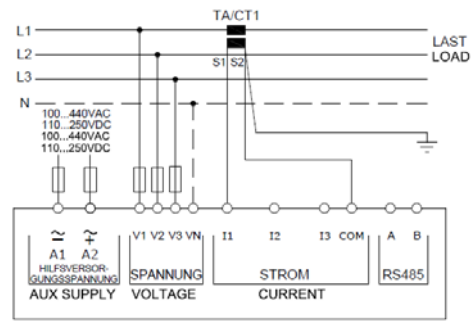 TA/CT1
L1
L2
LAST
LOAD
S1 S2
L3
N
100...440VAC
110...250VDC
100...440VAC
110...250VDC
V1 V2 V3 VN I1 I2 I3 COM A B
A1 A2
HILFSVERSOR-
GUNGSSPANNUNG
SPANNUNG STROM RS485
AUX SUPPLY VOLTAGE CURRENT